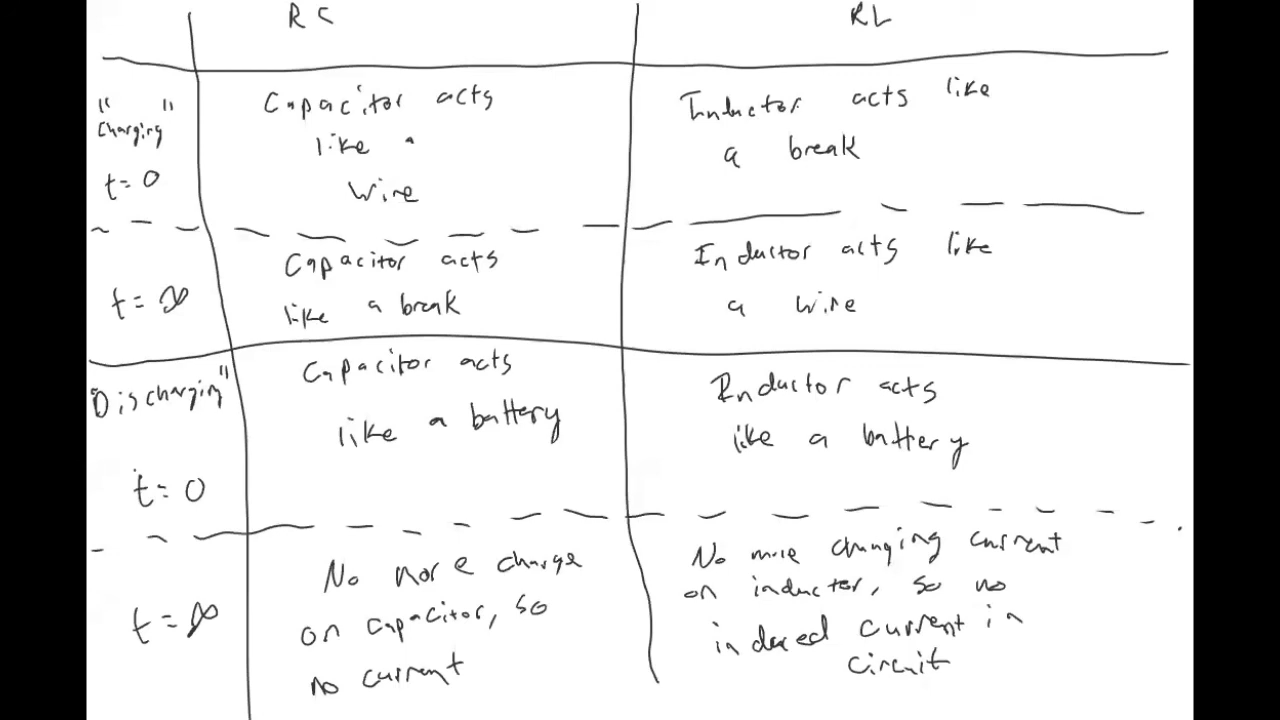 RC
RL
"Charging"
t=0
Capacitor acts
like a
wire
Inductor acts like
a break
t=∞
Capacitor acts
like a break
Inductor acts like
a wire
"Discharging"
t=0
Capacitor acts
like a battery
Inductor acts
like a battery
t=∞
No more charge
on capacitor, so
no current
No more changing current
on inductor, so no
induced current in
circuit